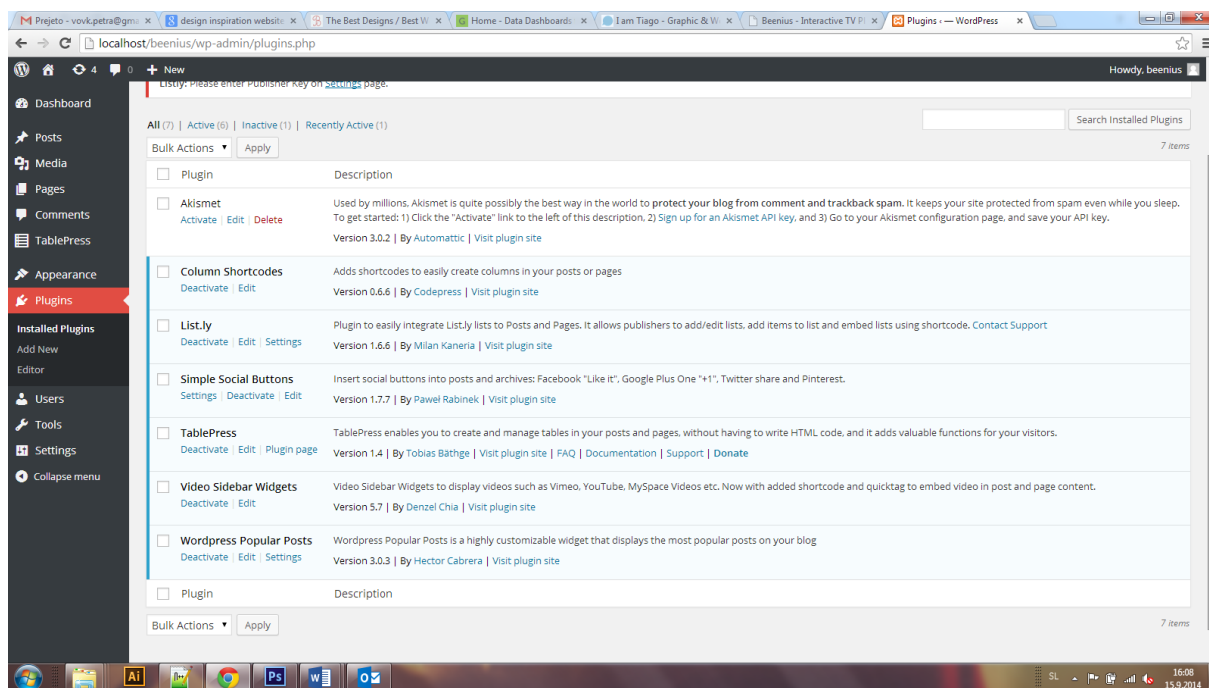 Prejeto - vovk.petra@gma
design inspiration website
The Best Designs / Best W
Home - Data Dashboards
I am Tiago - Graphic & W
Beenius - Interactive TV Pl
Plugins ‹ — WordPress
localhost/beenius/wp-admin/plugins.php
4 0 + New Howdy, beenius
Listly: Please enter Publisher Key on Settings page.
Dashboard
Posts
Media
Pages
Comments
TablePress
Appearance
Plugins
Installed Plugins
Add New
Editor
Users
Tools
Settings
Collapse menu
All (7) | Active (6) | Inactive (1) | Recently Active (1)
Search Installed Plugins
Bulk Actions Apply
7 items
Plugin Description
Akismet
Activate | Edit | Delete
Used by millions, Akismet is quite possibly the best way in the world to protect your blog from comment and trackback spam. It keeps your site protected from spam even while you sleep.
To get started: 1) Click the "Activate" link to the left of this description, 2) Sign up for an Akismet API key, and 3) Go to your Akismet configuration page, and save your API key.
Version 3.0.2 | By Automattic | Visit plugin site
Column Shortcodes
Deactivate | Edit
Adds shortcodes to easily create columns in your posts or pages
Version 0.6.6 | By Codepress | Visit plugin site
List.ly
Deactivate | Edit | Settings
Plugin to easily integrate List.ly lists to Posts and Pages. It allows publishers to add/edit lists, add items to list and embed lists using shortcode. Contact Support
Version 1.6.6 | By Milan Kaneria | Visit plugin site
Simple Social Buttons
Settings | Deactivate | Edit
Insert social buttons into posts and archives: Facebook "Like it", Google Plus One "+1", Twitter share and Pinterest.
Version 1.7.7 | By Paweł Rabinek | Visit plugin site
TablePress
Deactivate | Edit | Plugin page
TablePress enables you to create and manage tables in your posts and pages, without having to write HTML code, and it adds valuable functions for your visitors.
Version 1.4 | By Tobias Bäthge | Visit plugin site | FAQ | Documentation | Support | Donate
Video Sidebar Widgets
Deactivate | Edit
Video Sidebar Widgets to display videos such as Vimeo, YouTube, MySpace Videos etc. Now with added shortcode and quicktag to embed video in post and page content.
Version 5.7 | By Denzel Chia | Visit plugin site
Wordpress Popular Posts
Deactivate | Edit | Settings
Wordpress Popular Posts is a highly customizable widget that displays the most popular posts on your blog
Version 3.0.3 | By Hector Cabrera | Visit plugin site
Plugin Description
Bulk Actions Apply
7 items
Ai
Ps
SL
16:08
15.9.2014